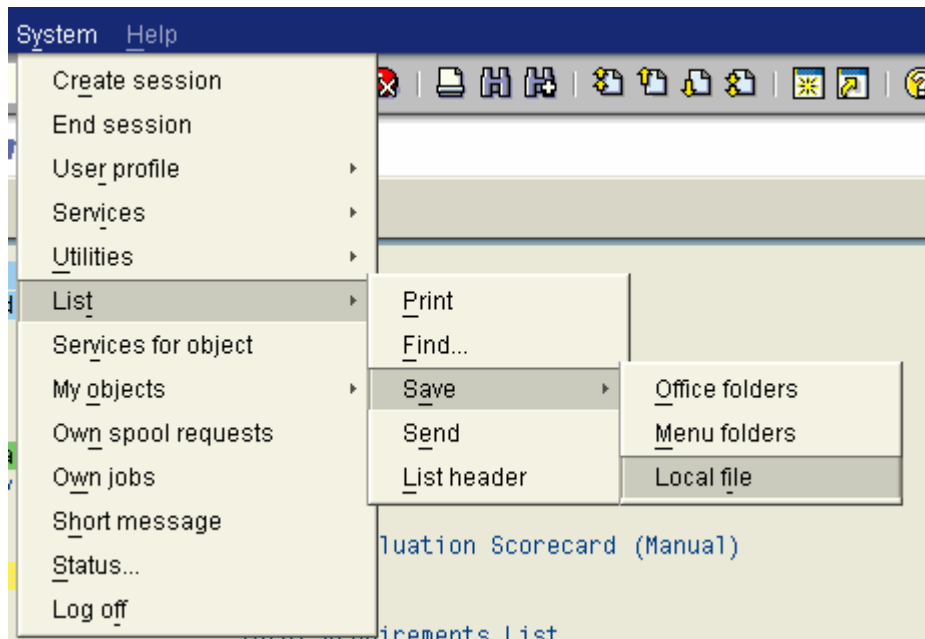 System Help
Create session
End session
User profile
Services
Utilities
List
Services for object
My objects
Own spool requests
Own jobs
Short message
Status...
Log off
Print
Find...
Save
Send
List header
Office folders
Menu folders
Local file
Scorecard (Manual)
List